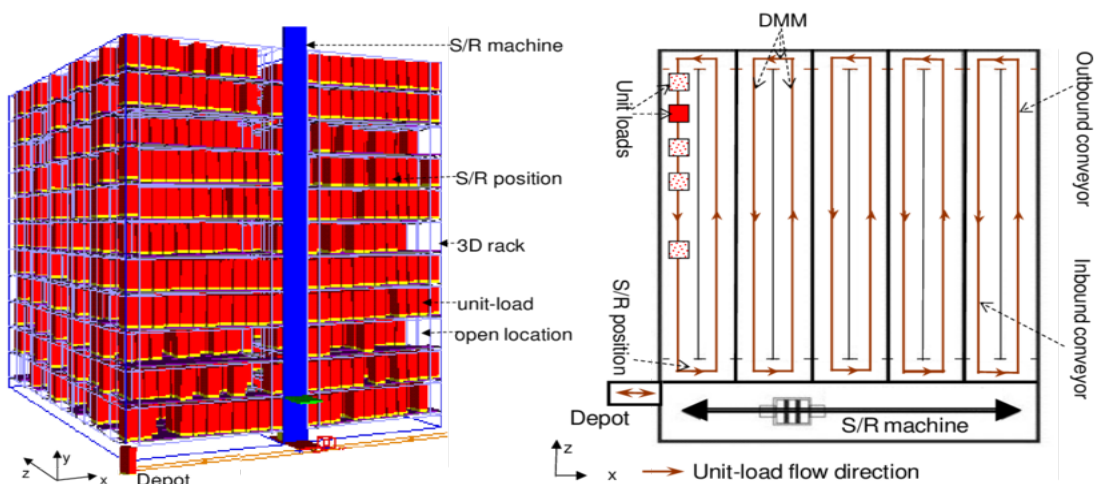 S/R machine
S/R position
3D rack
unit-load
open location
z
y
x
Depot
DMM
Unit loads
S/R position
Outbound conveyor
Inbound conveyor
Depot
S/R machine
z
x
Unit-load flow direction